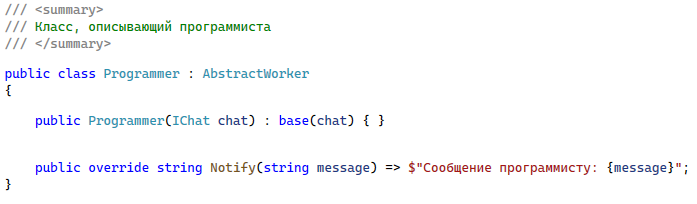 /// <summary>
/// Класс, описывающий программиста
/// </summary>
public class Programmer : AbstractWorker
{
public Programmer(IChat chat) : base(chat) { }
public override string Notify(string message) => $"Сообщение программисту: {message}";
}